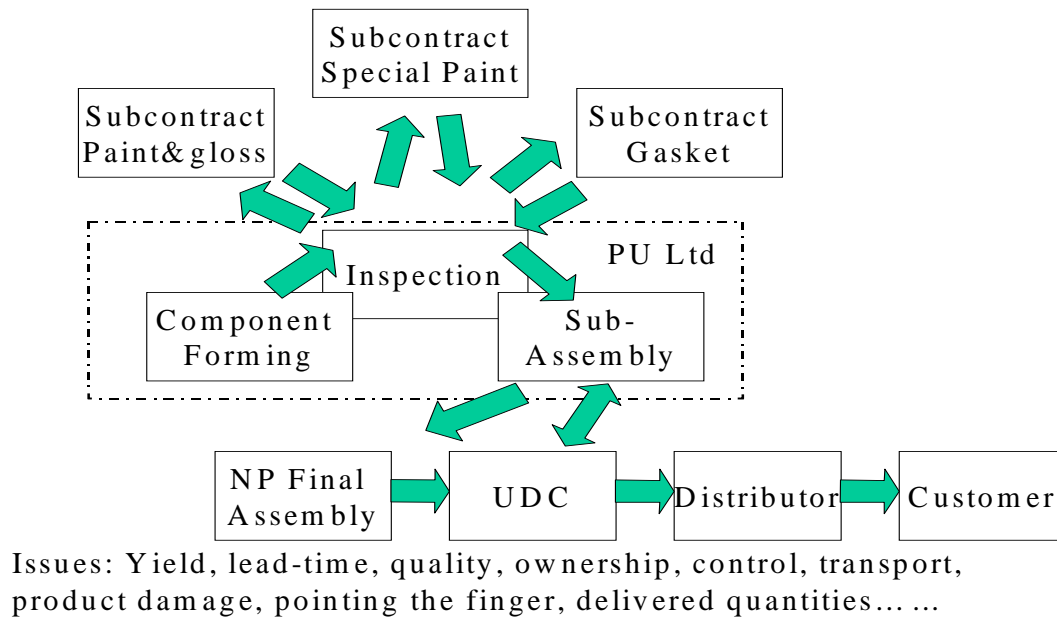 Subcontract
Special Paint
Subcontract
Paint&gloss
Subcontract
Gasket
PU Ltd
Inspection
Component
Forming
Sub-
Assembly
NP Final
Assembly
UDC
Distributor
Customer
Issues: Yield, lead-time, quality, ownership, control, transport,
product damage, pointing the finger, delivered quantities... ...